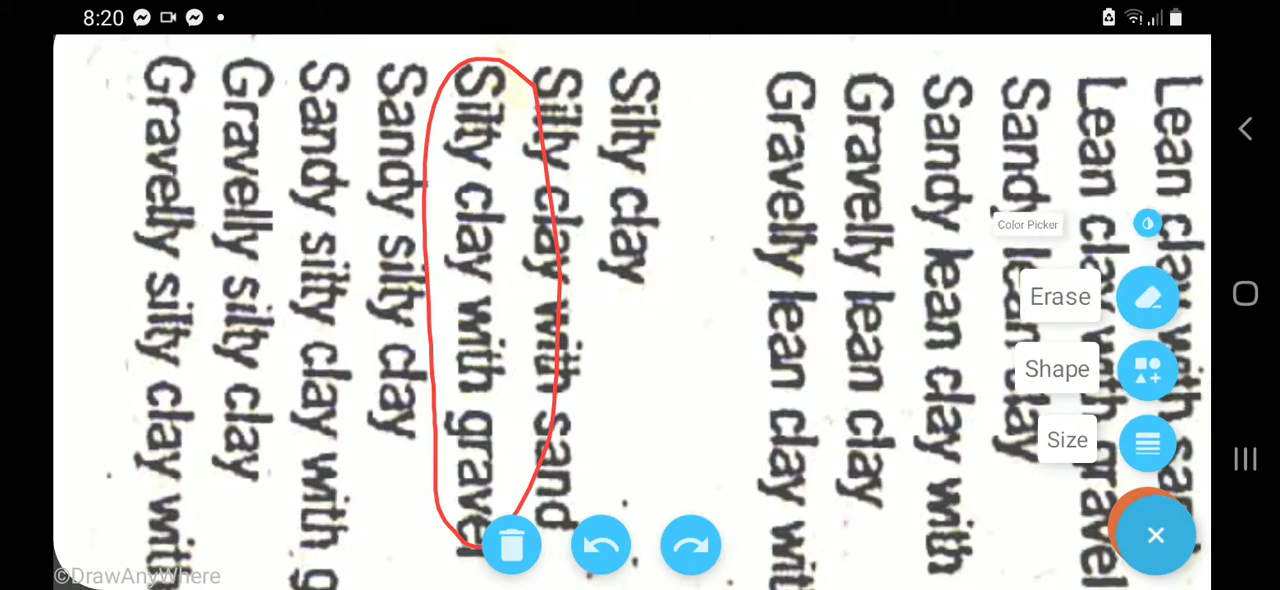 8:20
Lean clay with san
Lean clay with gravel
Sandy lean clay
Sandy lean clay with
Gravelly lean clay
Gravelly lean clay wit
Silty clay
Silty clay with sand
Silty clay with gravel
Sandy silty clay
Sandy silty clay with g
Gravelly silty clay
Gravelly silty clay with
Color Picker
Erase
Shape
Size
©DrawAnyWhere